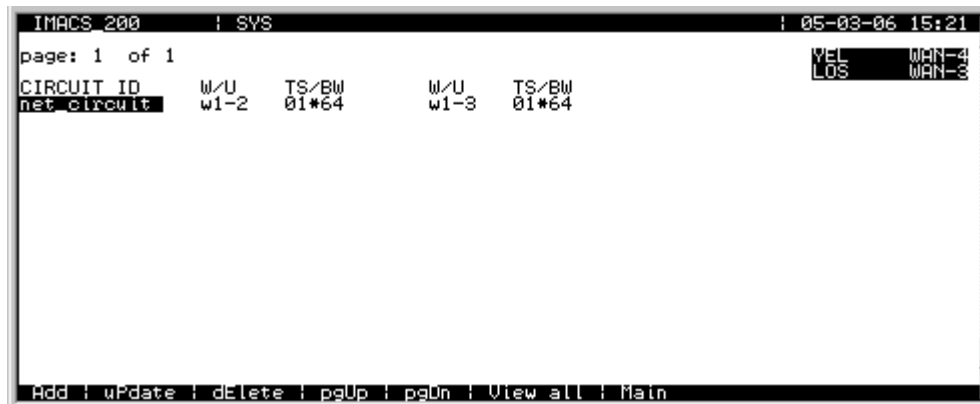 IMACS_200 | SYS | 05-03-06 15:21
page: 1 of 1 YEL WAN-4
LOS WAN-3
CIRCUIT ID W/U TS/BW W/U TS/BW
net_circuit w1-2 01*64 w1-3 01*64
Add | uPdate | dElete | pgUp | pgDn | View all | Main